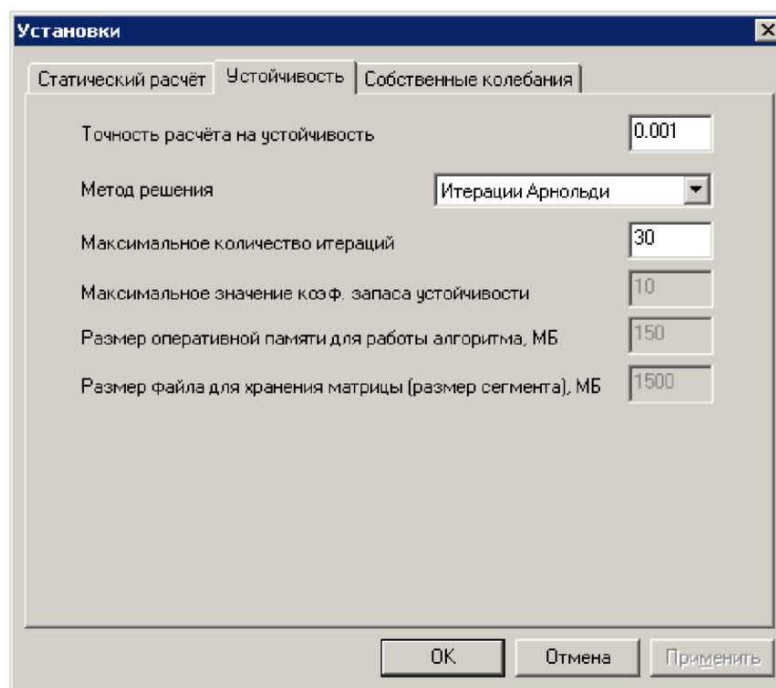 Установки
Статический расчёт Устойчивость Собственные колебания
Точность расчёта на устойчивость 0.001
Метод решения Итерации Арнольди
Максимальное количество итераций 30
Максимальное значение коэф. запаса устойчивости 10
Размер оперативной памяти для работы алгоритма, МБ 150
Размер файла для хранения матрицы (размер сегмента), МБ 1500
OK Отмена Применить